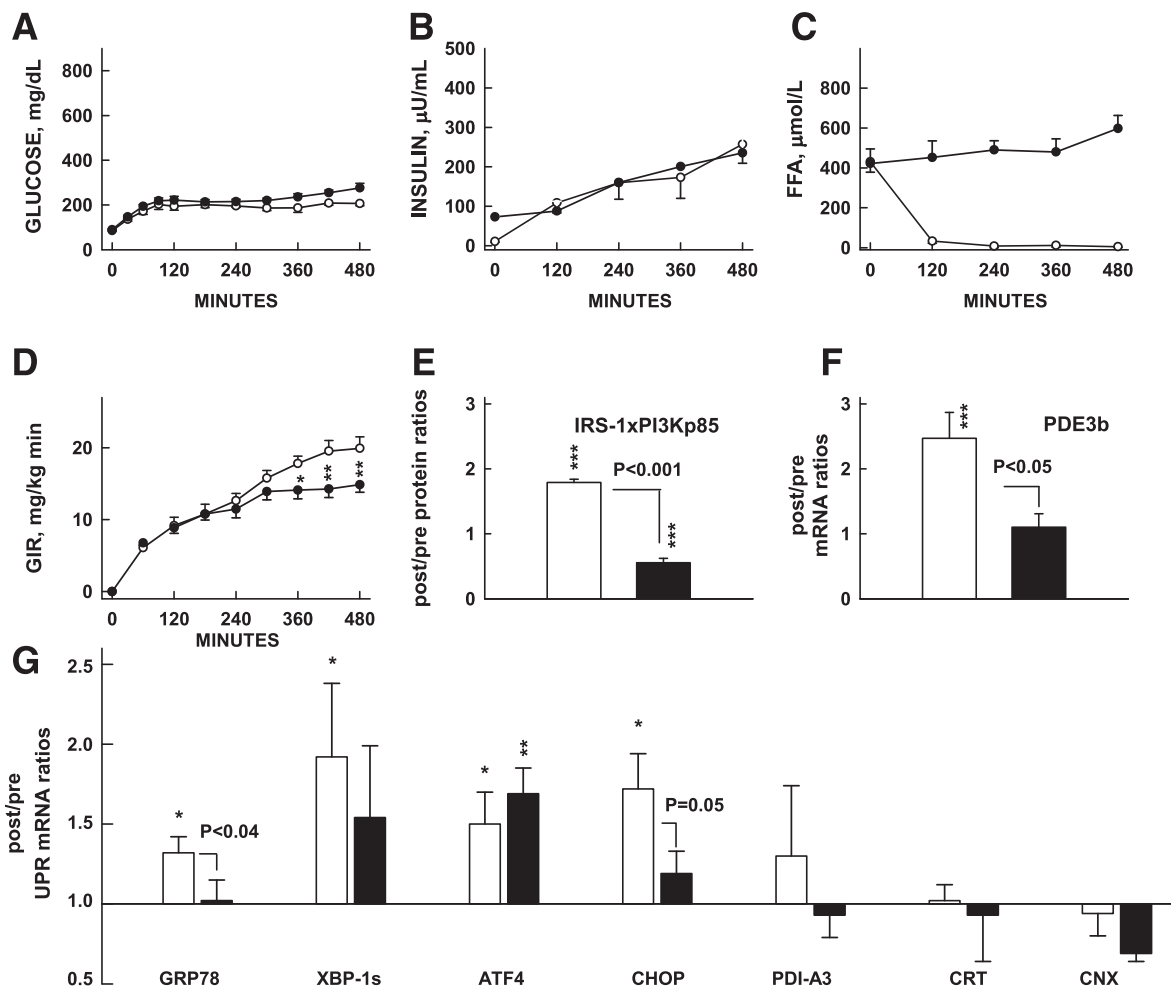 A
GLUCOSE, mg/dL
800
600
400
200
0
0 120 240 360 480
MINUTES
B
INSULIN, µU/mL
500
400
300
200
100
0
0 120 240 360 480
MINUTES
C
FFA, µmol/L
800
600
400
200
0
0 120 240 360 480
MINUTES
D
GIR, mg/kg min
20
10
0
* ** **
0 120 240 360 480
MINUTES
E
post/pre protein ratios
3
2
1
0
IRS-1xPI3Kp85
***
P<0.001
***
F
post/pre
mRNA ratios
3
2
1
0
PDE3b
***
P<0.05
G
post/pre
UPR mRNA ratios
2.5
2.0
1.5
1.0
0.5
*
P<0.04
*
* **
*
P=0.05
GRP78 XBP-1s ATF4 CHOP PDI-A3 CRT CNX